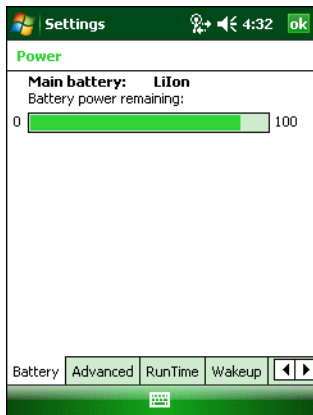 Settings 4:32 ok
Power
Main battery: LiIon
Battery power remaining:
0 100
Battery Advanced RunTime Wakeup